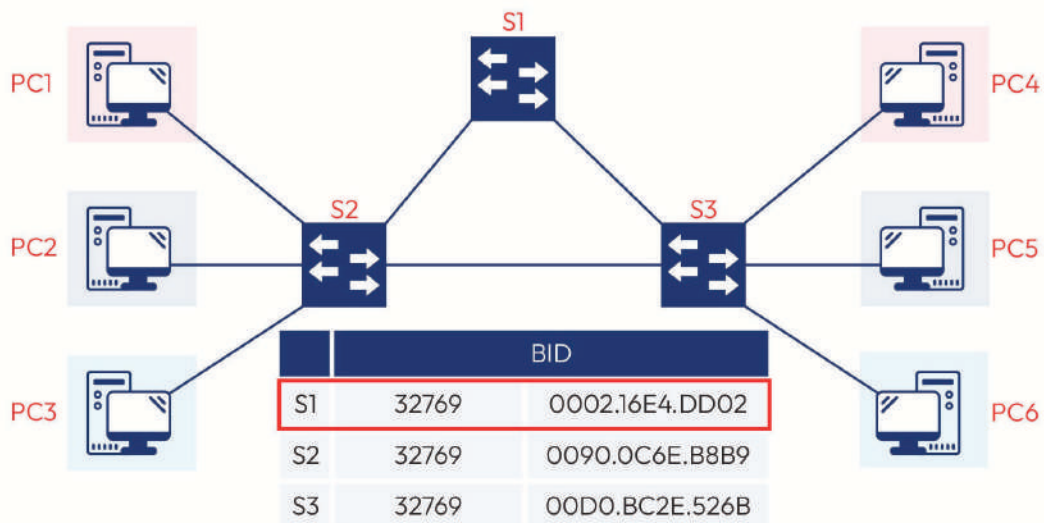 S1
PC1
PC4
S2
S3
PC2
PC5
BID
S1 32769 0002.16E4.DD02
PC3
PC6
S2 32769 0090.0C6E.B8B9
S3 32769 00D0.BC2E.526B